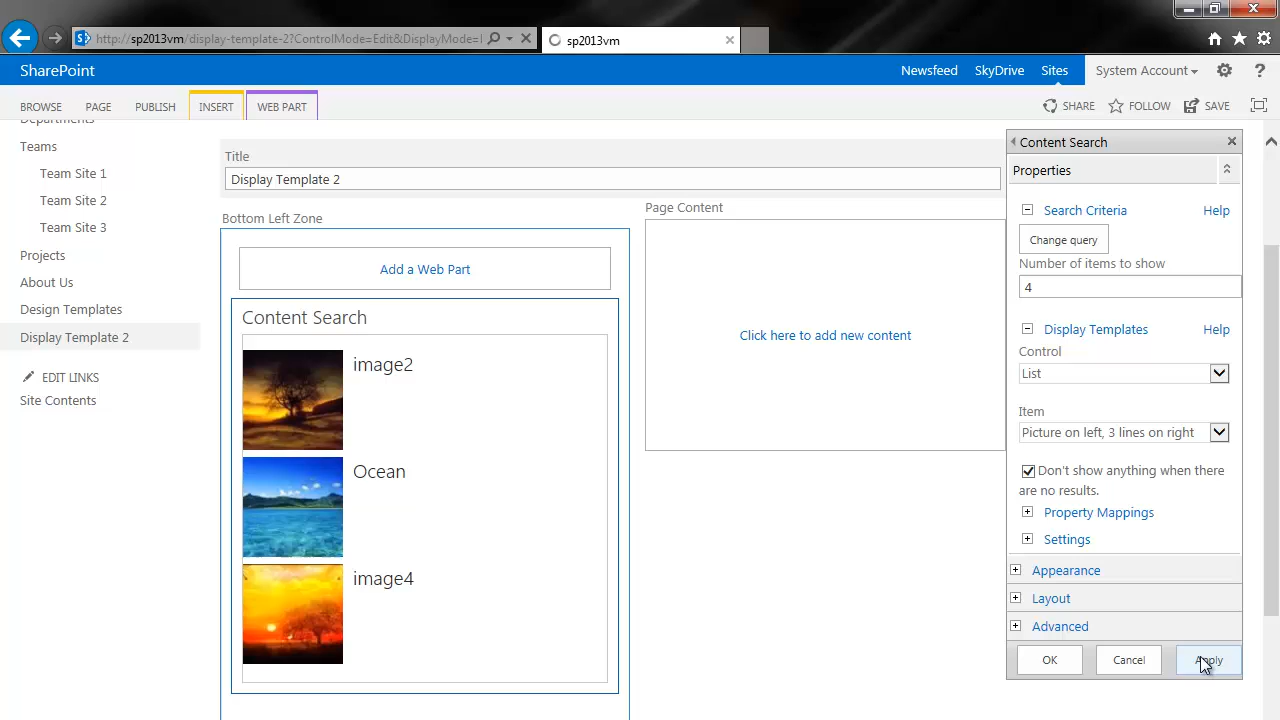 http://sp2013vm/display-template-2?ControlMode=Edit&DisplayMode=
sp2013vm
SharePoint
Newsfeed
SkyDrive
Sites
System Account
BROWSE
PAGE
PUBLISH
INSERT
WEB PART
SHARE
FOLLOW
SAVE
Departments
Teams
Team Site 1
Team Site 2
Team Site 3
Projects
About Us
Design Templates
Display Template 2
EDIT LINKS
Site Contents
Title
Display Template 2
Bottom Left Zone
Add a Web Part
Content Search
image2
Ocean
image4
Page Content
Click here to add new content
Content Search
Properties
Search Criteria
Help
Change query
Number of items to show
4
Display Templates
Help
Control
List
Item
Picture on left, 3 lines on right
Don't show anything when there
are no results.
Property Mappings
Settings
Appearance
Layout
Advanced
OK
Cancel
Apply